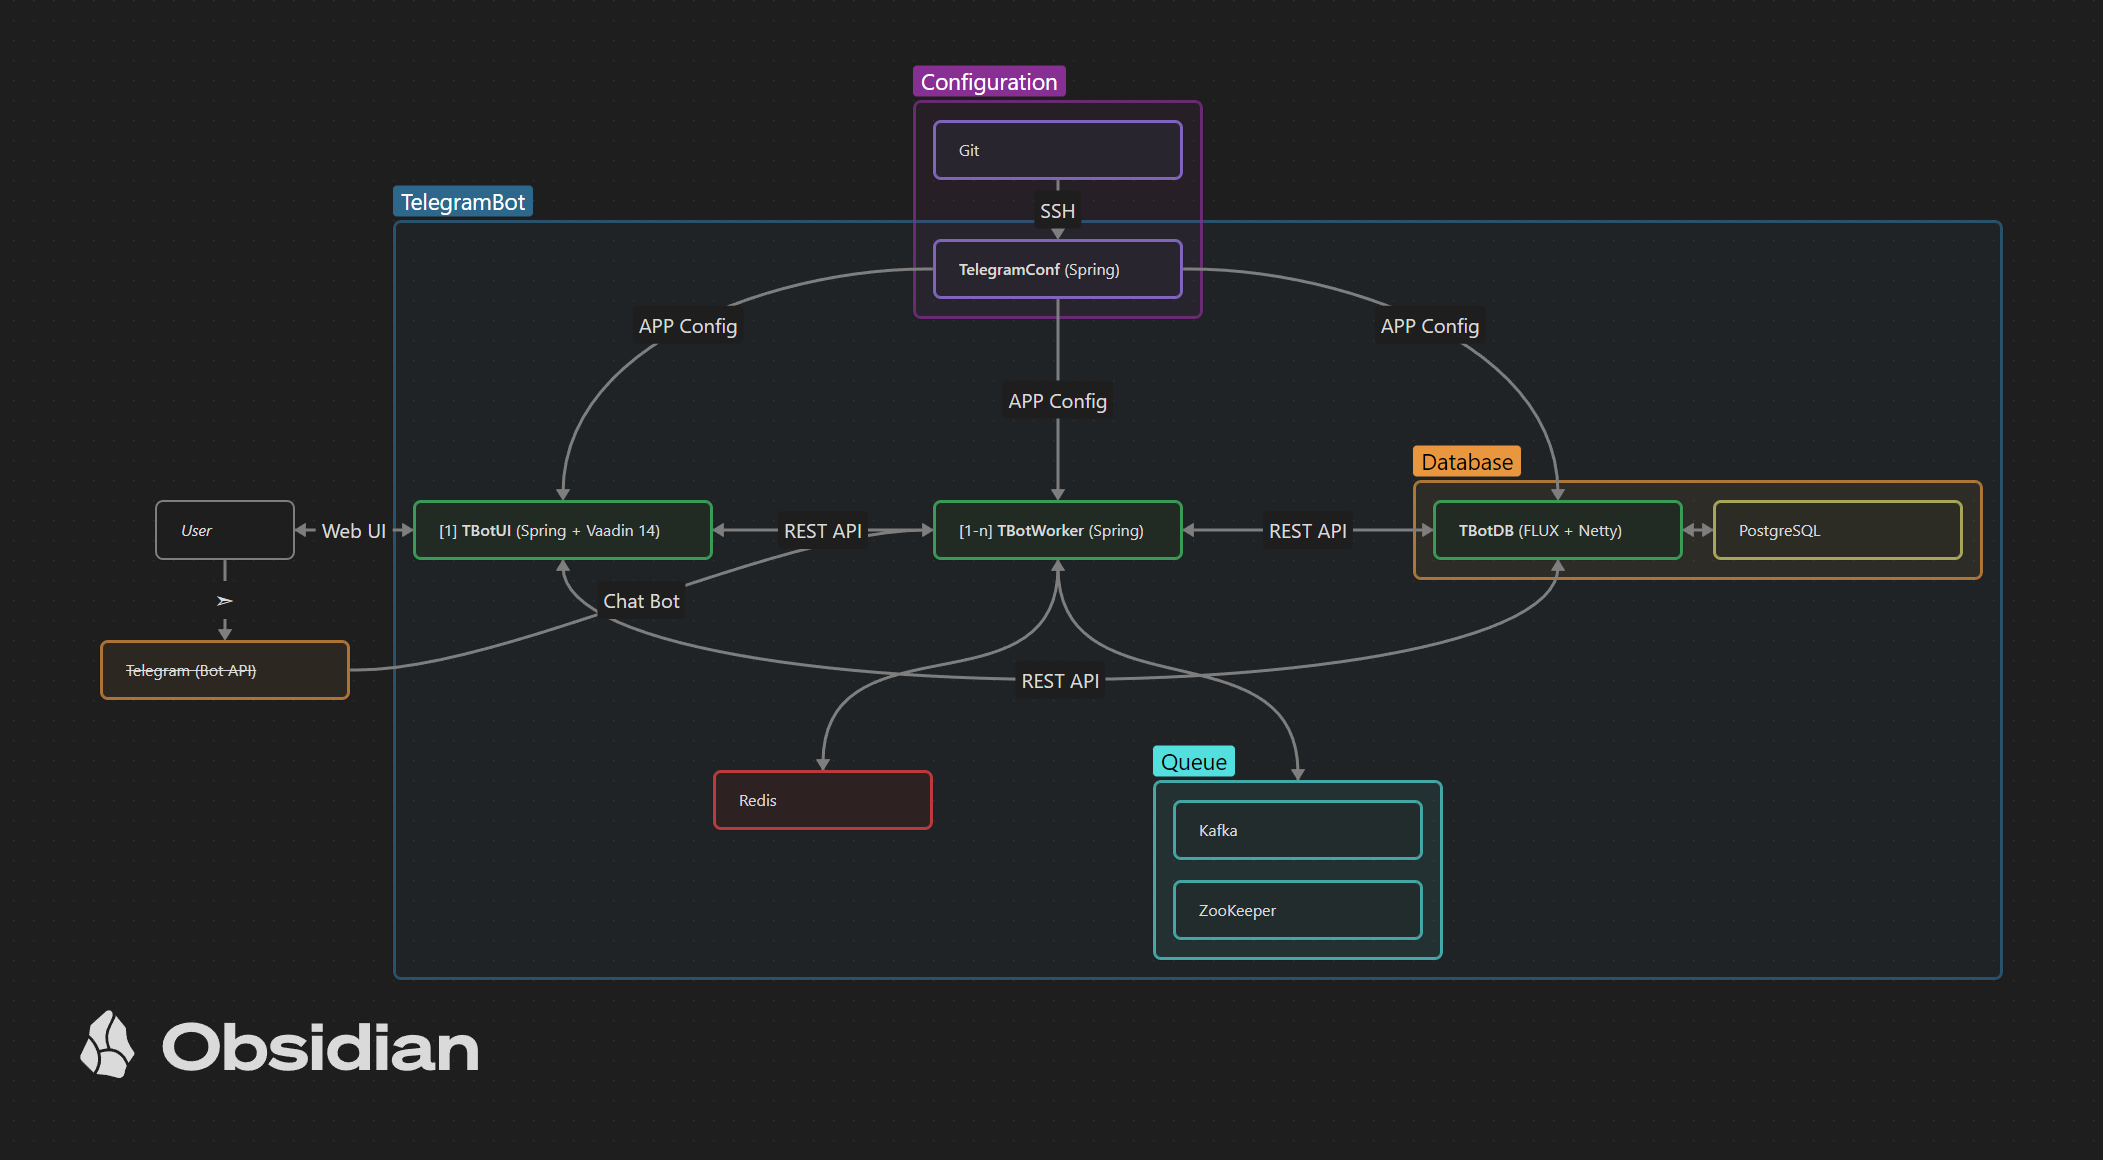 Configuration
Git
SSH
TelegramBot
TelegramConf (Spring)
APP Config
APP Config
APP Config
Database
User
Web UI
[1] TBotUI (Spring + Vaadin 14)
REST API
[1-n] TBotWorker (Spring)
REST API
TBotDB (FLUX + Netty)
PostgreSQL
➣
Chat Bot
Telegram (Bot API)
REST API
Queue
Redis
Kafka
ZooKeeper
Obsidian